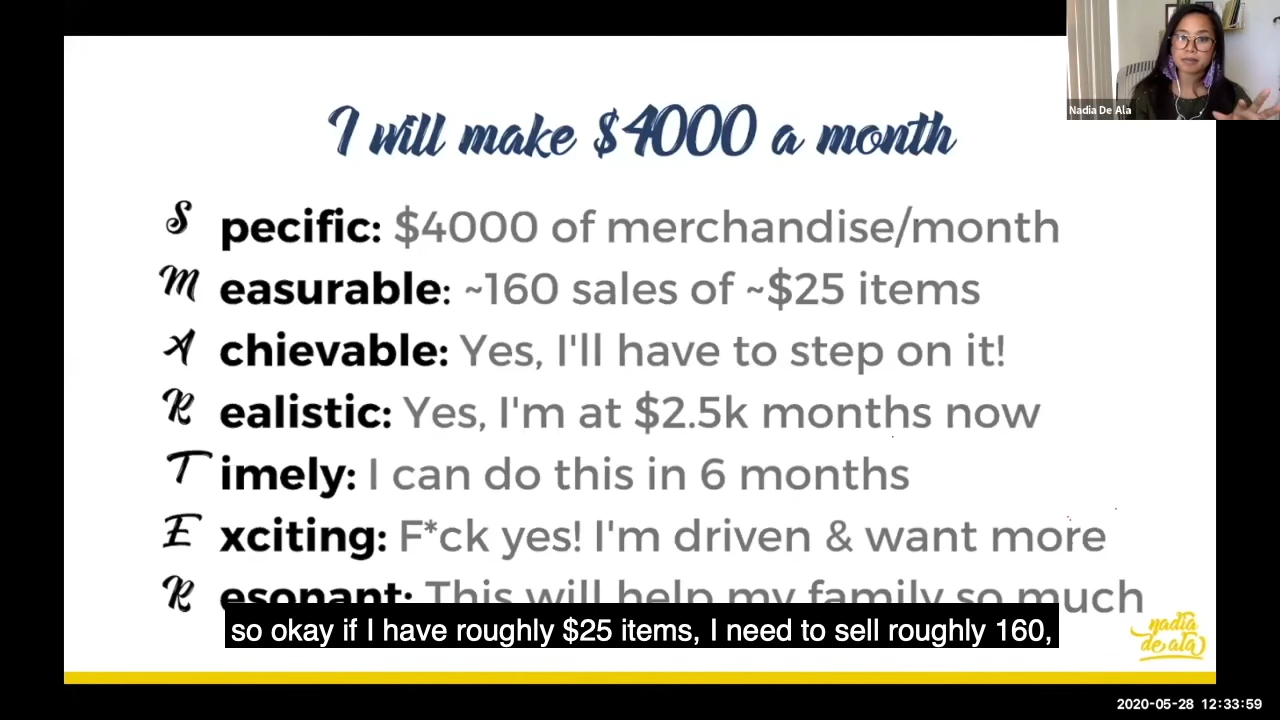 Nadia De Ala
I will make $4000 a month
Specific: $4000 of merchandise/month
Measurable: ~160 sales of ~$25 items
Achievable: Yes, I'll have to step on it!
Realistic: Yes, I'm at $2.5k months now
Timely: I can do this in 6 months
Exciting: F*ck yes! I'm driven & want more
Resonant: This will help my family so much
so okay if I have roughly $25 items, I need to sell roughly 160,
nadia
de ala
2020-05-28 12:33:59